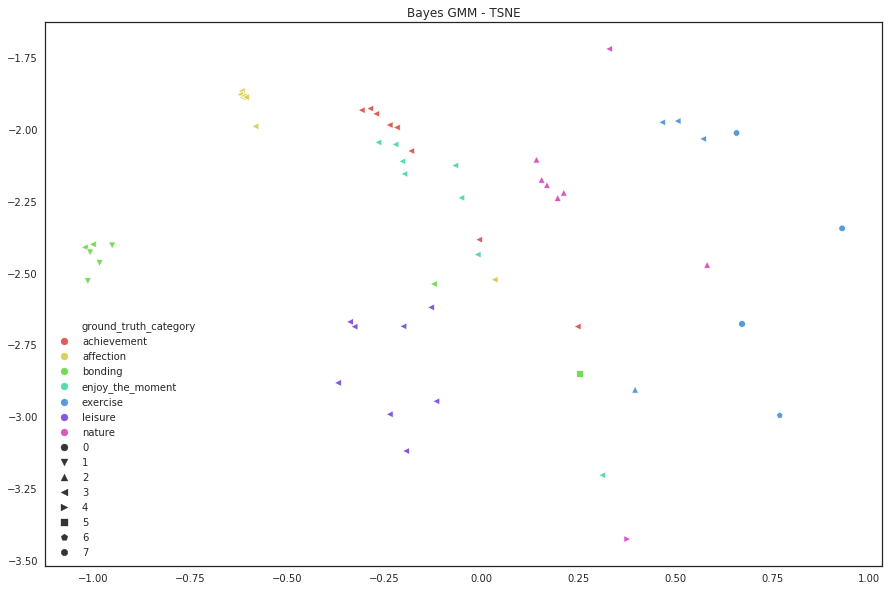 Bayes GMM - TSNE
−1.75
−2.00
−2.25
−2.50
−2.75
−3.00
−3.25
−3.50
ground_truth_category
achievement
affection
bonding
enjoy_the_moment
exercise
leisure
nature
0
1
2
3
4
5
6
7
−1.00
−0.75
−0.50
−0.25
0.00
0.25
0.50
0.75
1.00